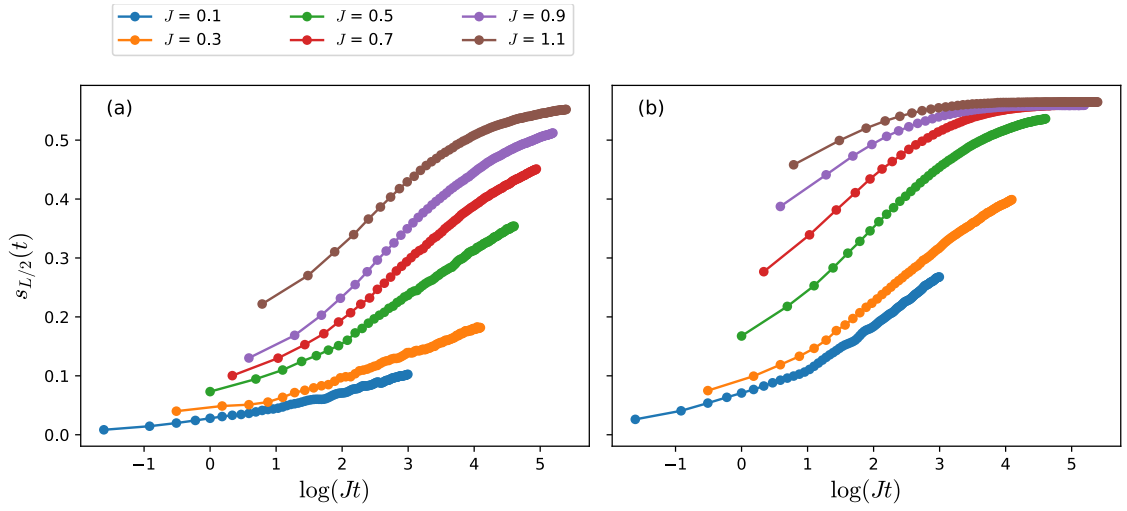 J = 0.1 J = 0.5 J = 0.9
J = 0.3 J = 0.7 J = 1.1
(a) (b)
0.5
0.4
0.3
0.2
0.1
0.0
s_{L/2}(t)
−1 0 1 2 3 4 5 −1 0 1 2 3 4 5
log(Jt) log(Jt)